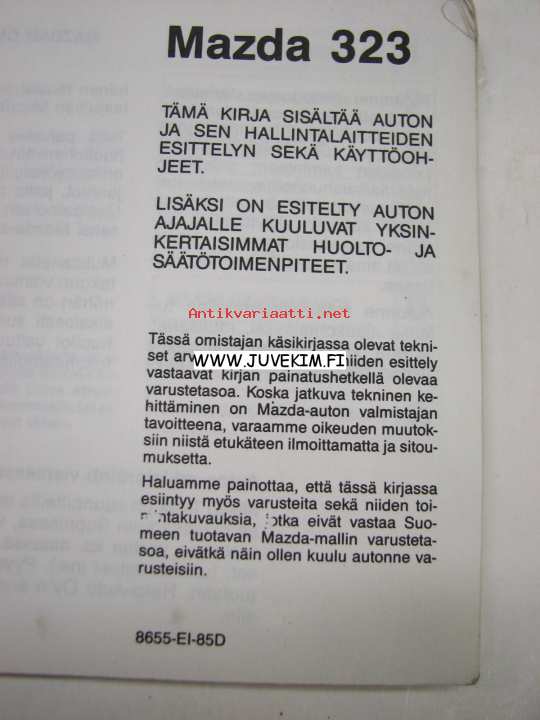 Mazda 323
TÄMÄ KIRJA SISÄLTÄÄ AUTON
JA SEN HALLINTALAITTEIDEN
ESITTELYN SEKÄ KÄYTTÖOH-
JEET.
LISÄKSI ON ESITELTY AUTON
AJAJALLE KUULUVAT YKSIN-
KERTAISIMMAT HUOLTO- JA
SÄÄTÖTOIMENPITEET.
Antikvariaatti.net
Tässä omistajan käsikirjassa olevat tekni-
set niiden esittely
WWW.JUVEKIM.FI
vastaavat kirjan painatushetkellä olevaa
varustetasoa. Koska jatkuva tekninen ke-
hittäminen on Mazda-auton valmistajan
tavoitteena, varaamme oikeuden muutok-
siin niistä etukäteen ilmoittamatta ja sitou-
muksetta.
Haluamme painottaa, että tässä kirjassa
esiintyy myös varusteita sekä niiden toi-
mintakuvauksia, jotka eivät vastaa Suo-
meen tuotavan Mazda-mallin varusteta-
soa, eivätkä näin ollen kuulu autonne va-
rusteisiin.
8655-EI-85D